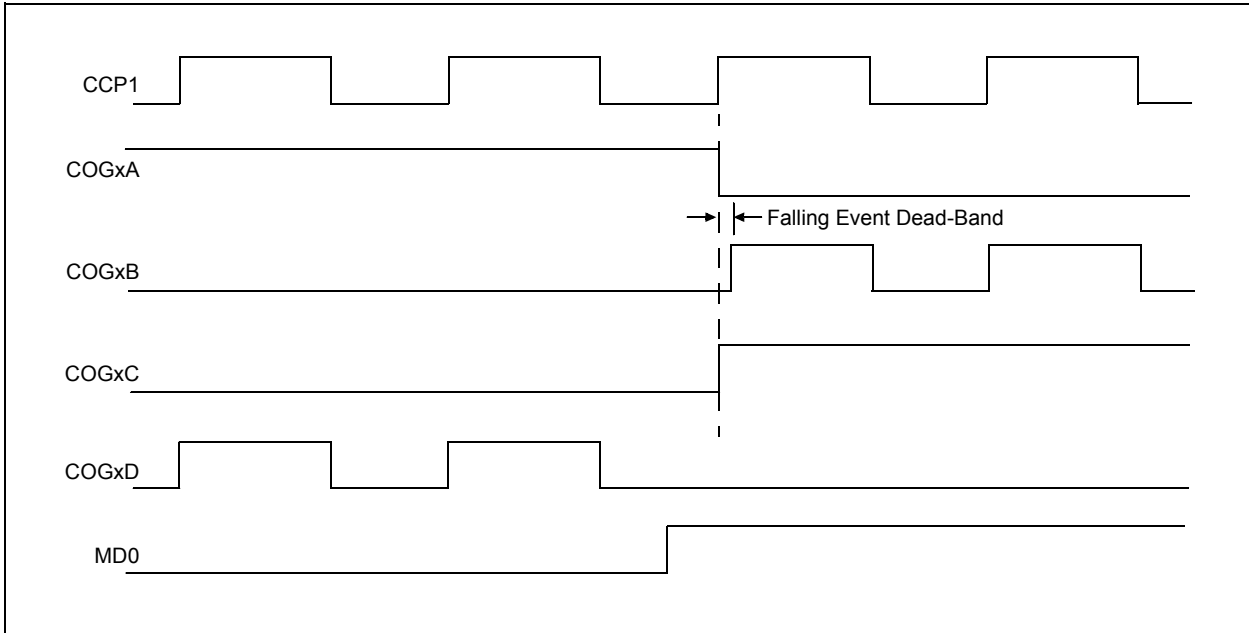 CCP1
COGxA
Falling Event Dead-Band
COGxB
COGxC
COGxD
MD0